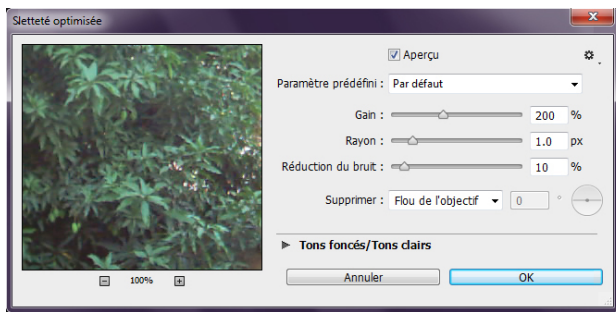 Sletteté optimisée
Aperçu
Paramètre prédéfini : Par défaut
Gain : 200 %
Rayon : 1.0 px
Réduction du bruit : 10 %
Supprimer : Flou de l'objectif 0 °
Tons foncés/Tons clairs
100%
Annuler OK